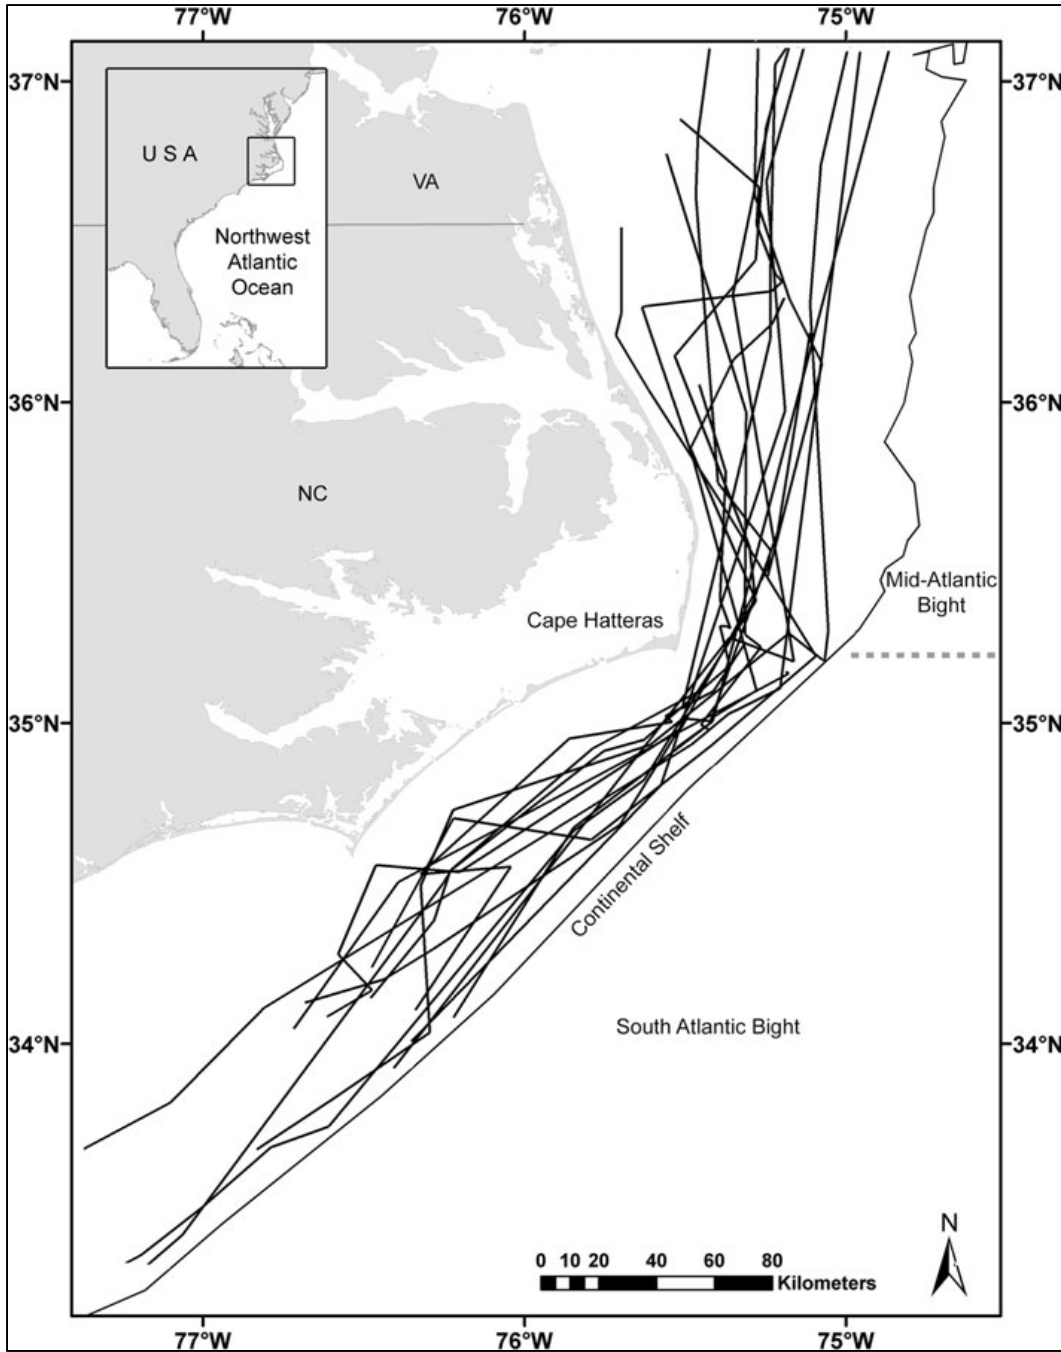 77°W 76°W 75°W
37°N 37°N
U S A
VA
Northwest
Atlantic
Ocean
36°N 36°N
NC
Mid-Atlantic
Bight
Cape Hatteras
35°N 35°N
Continental Shelf
South Atlantic Bight
34°N 34°N
N
0 10 20 40 60 80
Kilometers
77°W 76°W 75°W